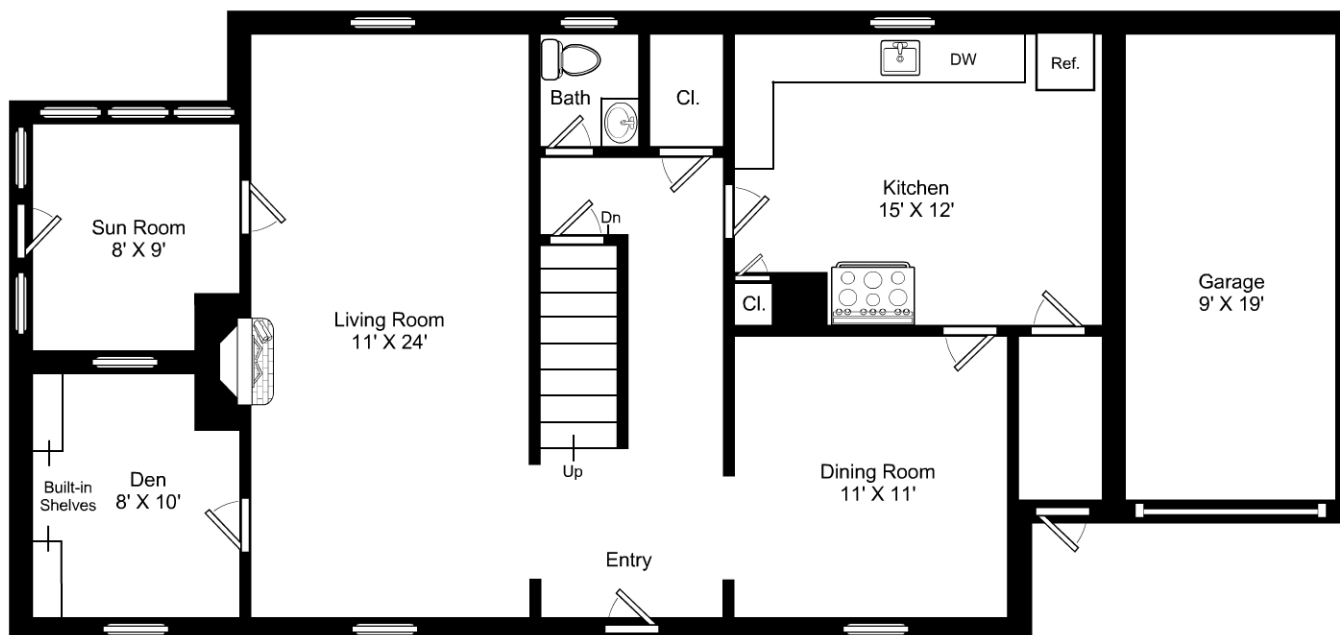 DW
Ref.
Bath
Cl.
Kitchen
15' X 12'
Sun Room
8' X 9'
Dn
Garage
9' X 19'
Cl.
Living Room
11' X 24'
Up
Dining Room
11' X 11'
Built-in
Shelves
Den
8' X 10'
Entry